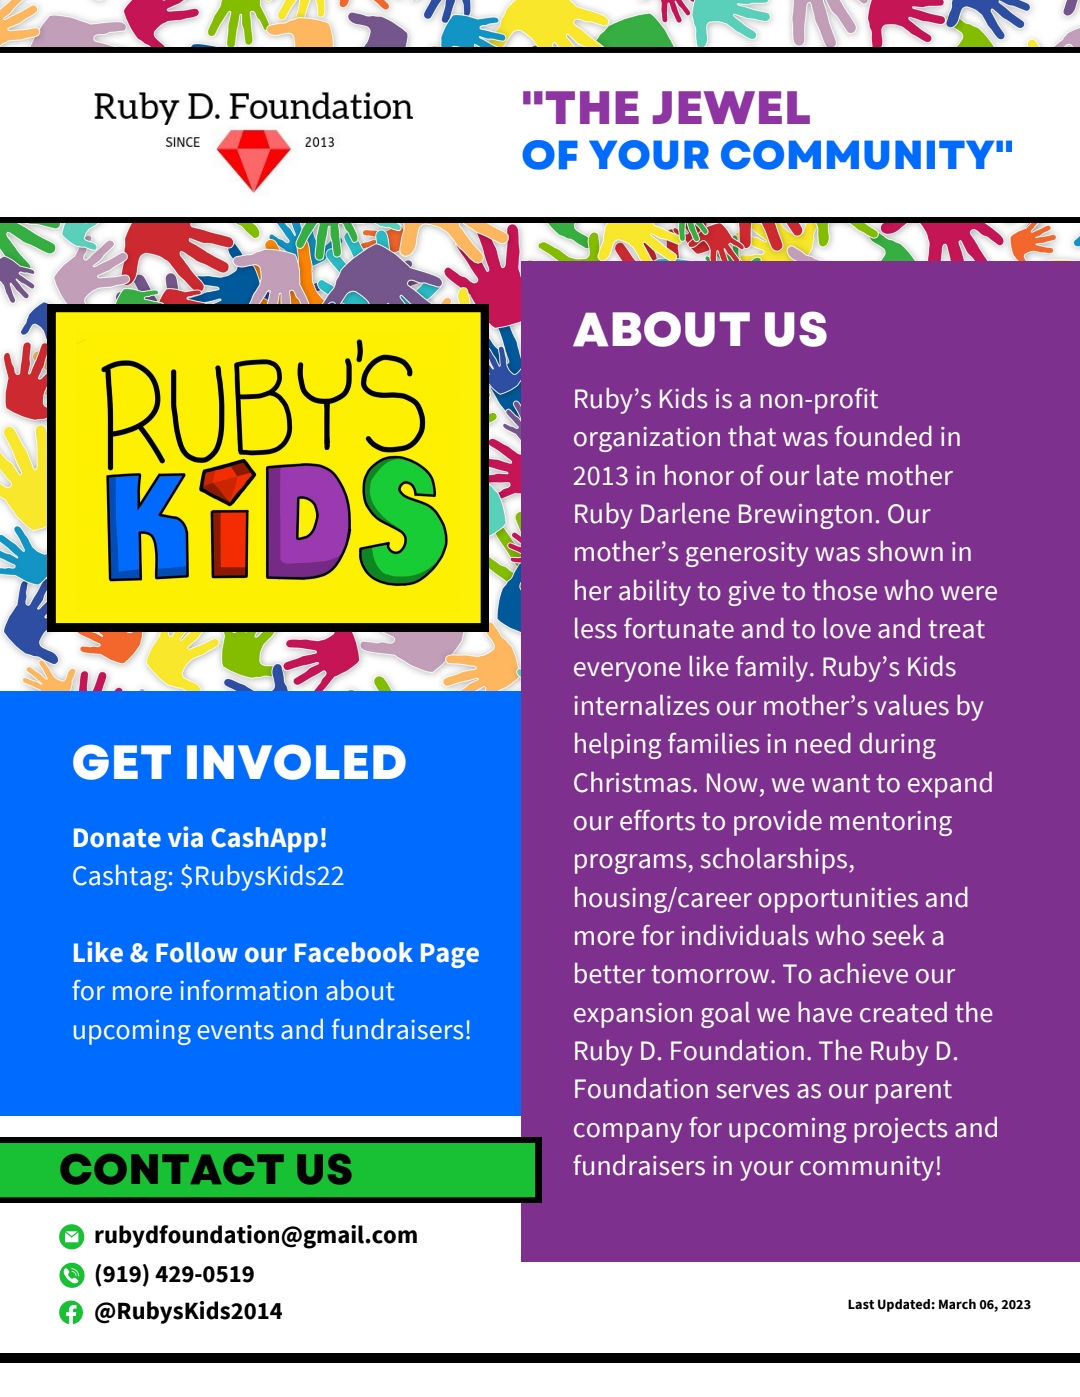 Ruby D. Foundation
SINCE 2013
"THE JEWEL
OF YOUR COMMUNITY"
RUBY'S
KiDS
GET INVOLED
Donate via CashApp!
Cashtag: $RubysKids22
Like & Follow our Facebook Page
for more information about
upcoming events and fundraisers!
CONTACT US
rubydfoundation@gmail.com
(919) 429-0519
@RubysKids2014
ABOUT US
Ruby’s Kids is a non-profit
organization that was founded in
2013 in honor of our late mother
Ruby Darlene Brewington. Our
mother’s generosity was shown in
her ability to give to those who were
less fortunate and to love and treat
everyone like family. Ruby’s Kids
internalizes our mother’s values by
helping families in need during
Christmas. Now, we want to expand
our efforts to provide mentoring
programs, scholarships,
housing/career opportunities and
more for individuals who seek a
better tomorrow. To achieve our
expansion goal we have created the
Ruby D. Foundation. The Ruby D.
Foundation serves as our parent
company for upcoming projects and
fundraisers in your community!
Last Updated: March 06, 2023